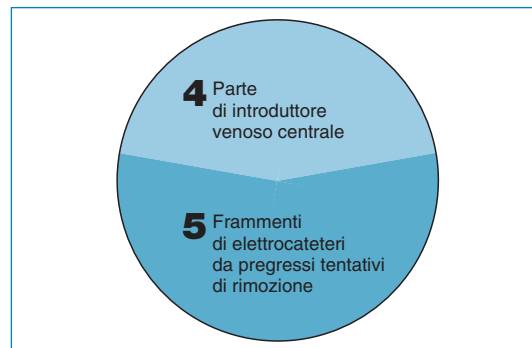 4 Parte
di introduttore
venoso centrale
5 Frammenti
di elettrocateteri
da pregressi tentativi
di rimozione